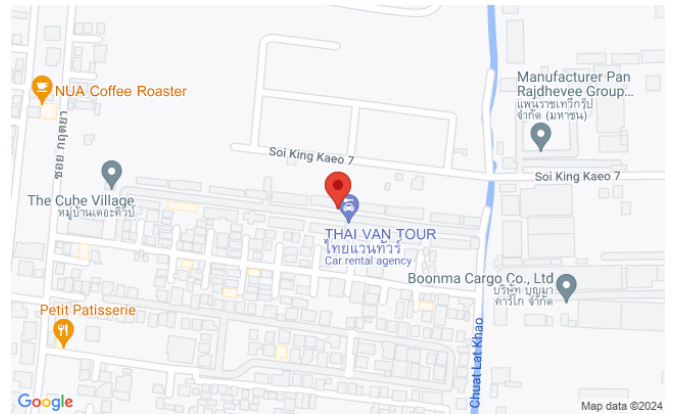 Manufacturer Pan
Rajdhevee Group...
แพนราชเทวีกรุ๊ป
จำกัด (มหาชน)
NUA Coffee Roaster
ซอย กฤตยา
Soi King Kaeo 7
Soi King Kaeo 7
The Cube Village
หมู่บ้านเดอะคิวบ์
THAI VAN TOUR
ไทยแวนทัวร์
Car rental agency
Boonma Cargo Co., Ltd
บริษัท บุญมา
คาร์โก จำกัด
Petit Patisserie
Chuat Lat Khao
Google
Map data ©2024